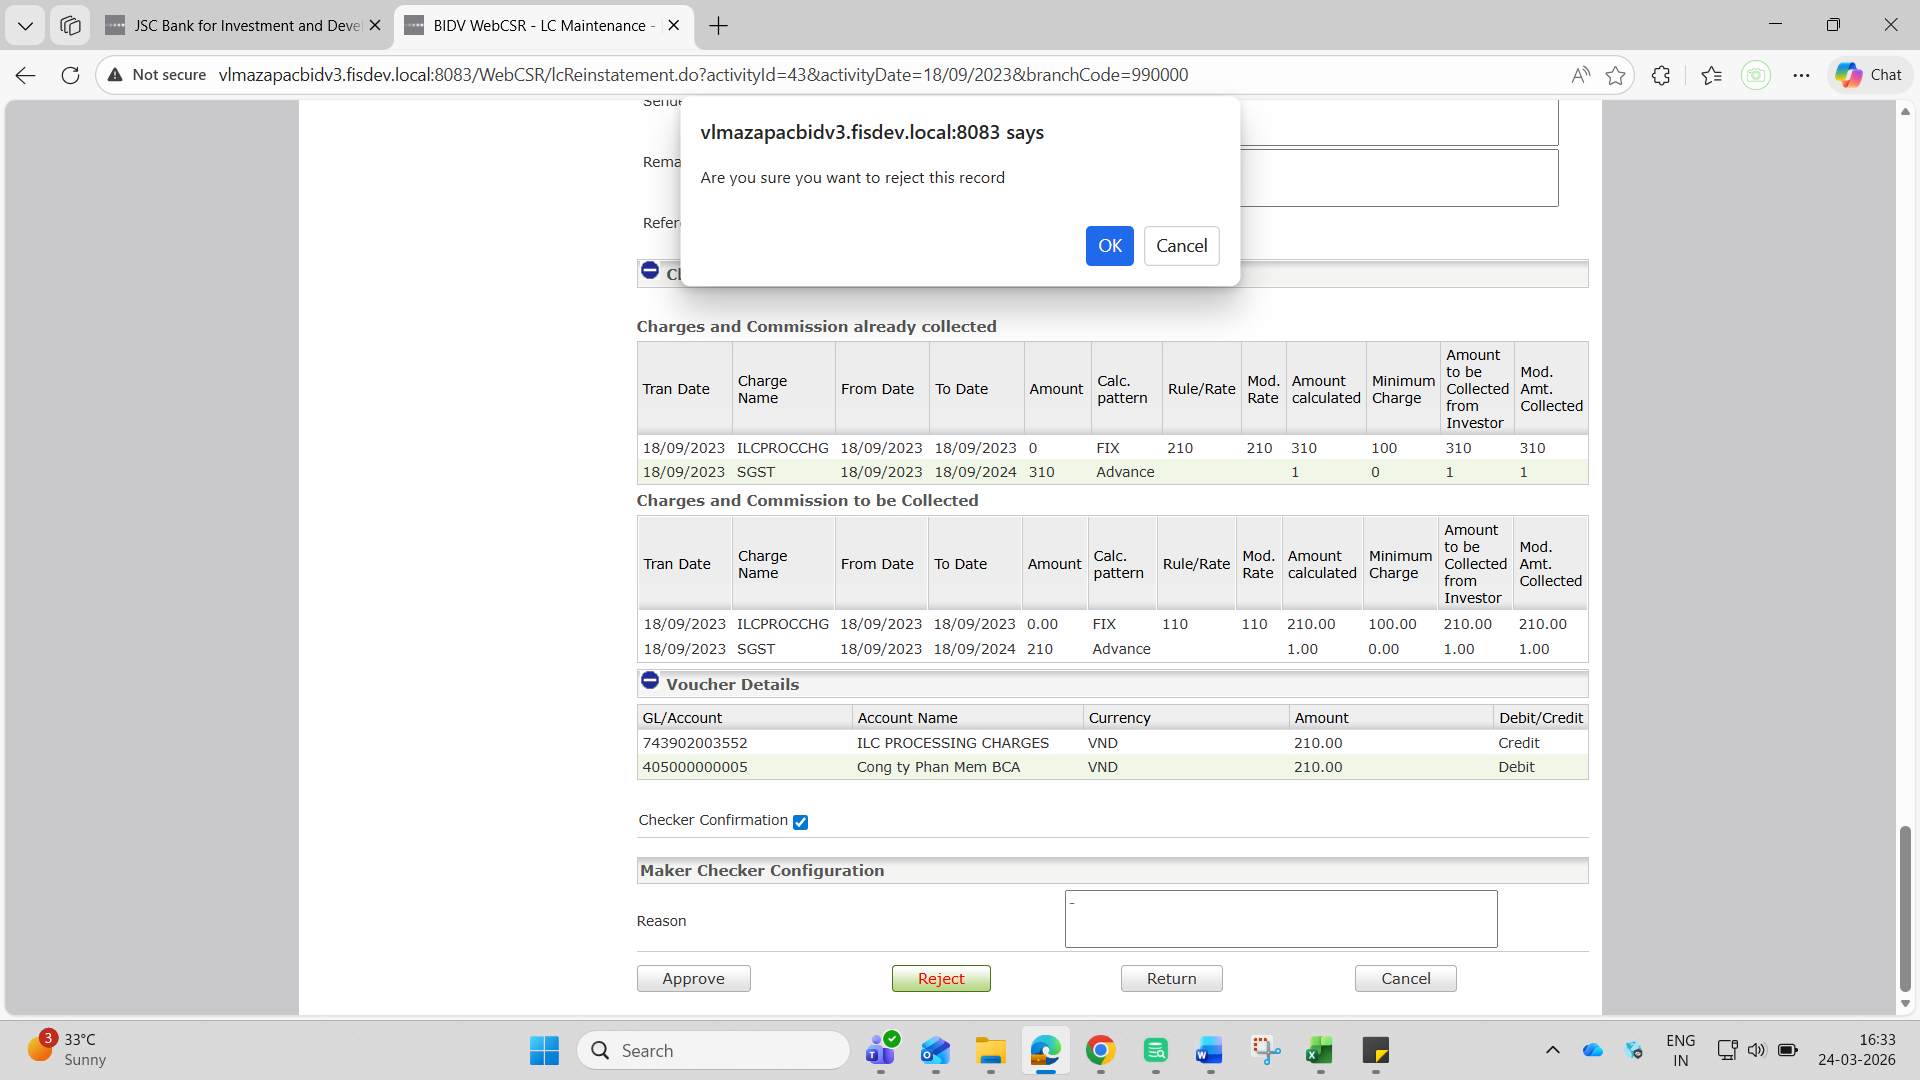 JSC Bank for Investment and Deve
BIDV WebCSR - LC Maintenance -
Not secure vlmazapacbidv3.fisdev.local:8083/WebCSR/lcReinstatement.do?activityId=43&activityDate=18/09/2023&branchCode=990000
Chat
vlmazapacbidv3.fisdev.local:8083 says
Are you sure you want to reject this record
OK Cancel
Charges and Commission already collected
Tran Date Charge Name From Date To Date Amount Calc. pattern Rule/Rate Mod. Rate Amount calculated Minimum Charge Amount to be Collected from Investor Mod. Amt. Collected
18/09/2023 ILCPROCCHG 18/09/2023 18/09/2023 0 FIX 210 210 310 100 310 310
18/09/2023 SGST 18/09/2023 18/09/2024 310 Advance 1 0 1 1
Charges and Commission to be Collected
Tran Date Charge Name From Date To Date Amount Calc. pattern Rule/Rate Mod. Rate Amount calculated Minimum Charge Amount to be Collected from Investor Mod. Amt. Collected
18/09/2023 ILCPROCCHG 18/09/2023 18/09/2023 0.00 FIX 110 110 210.00 100.00 210.00 210.00
18/09/2023 SGST 18/09/2023 18/09/2024 210 Advance 1.00 0.00 1.00 1.00
Voucher Details
GL/Account Account Name Currency Amount Debit/Credit
743902003552 ILC PROCESSING CHARGES VND 210.00 Credit
405000000005 Cong ty Phan Mem BCA VND 210.00 Debit
Checker Confirmation
Maker Checker Configuration
Reason
-
Approve Reject Return Cancel
3
33°C
Sunny
Search
ENG
IN
16:33
24-03-2026